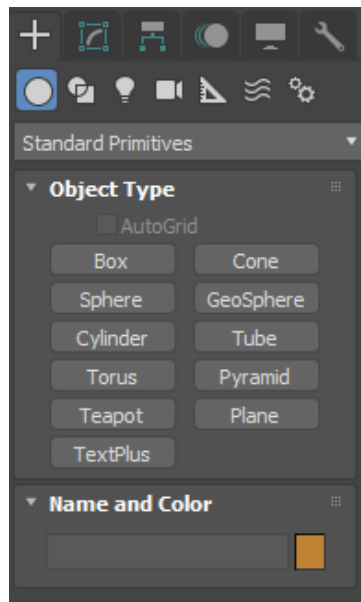 Standard Primitives
Object Type
AutoGrid
Box Cone
Sphere GeoSphere
Cylinder Tube
Torus Pyramid
Teapot Plane
TextPlus
Name and Color